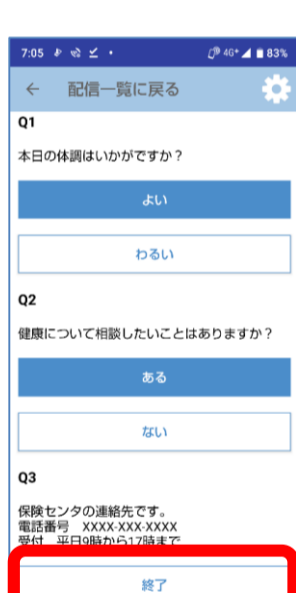 7:05 4G+ 83%
← 配信一覧に戻る
Q1
本日の体調はいかがですか？
よい
わるい
Q2
健康について相談したいことはありますか？
ある
ない
Q3
保険センタの連絡先です。
電話番号　XXXX-XXX-XXXX
受付　平日9時から17時まで
終了